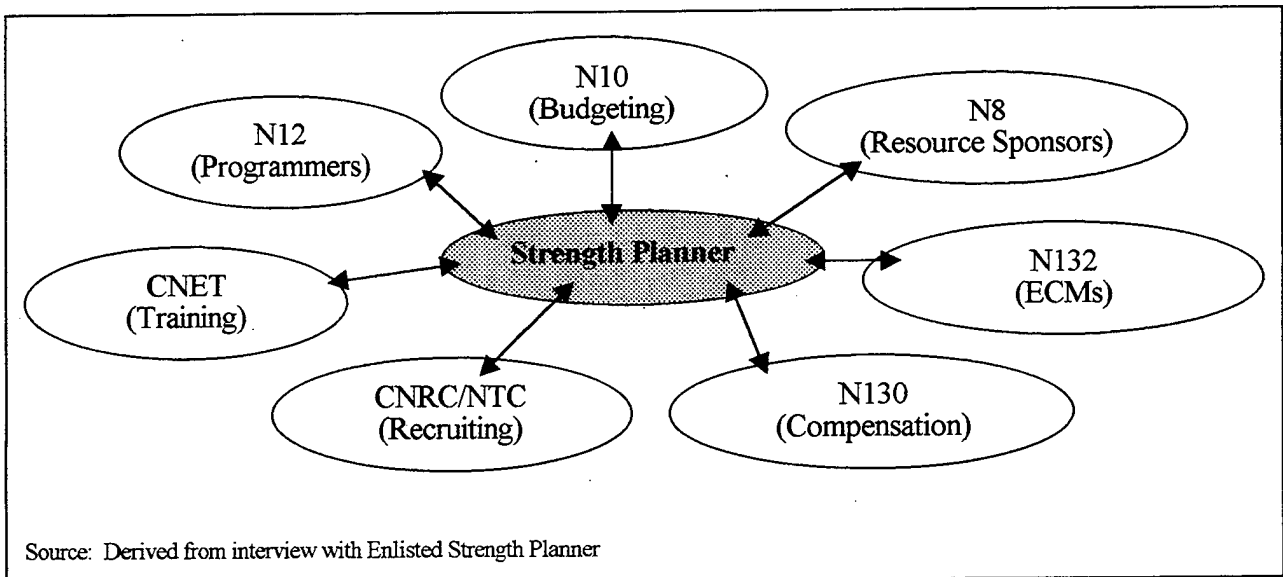 N10
(Budgeting)
N8
(Resource Sponsors)
N12
(Programmers)
Strength Planner
N132
(ECMs)
CNET
(Training)
CNRC/NTC
(Recruiting)
N130
(Compensation)
Source: Derived from interview with Enlisted Strength Planner